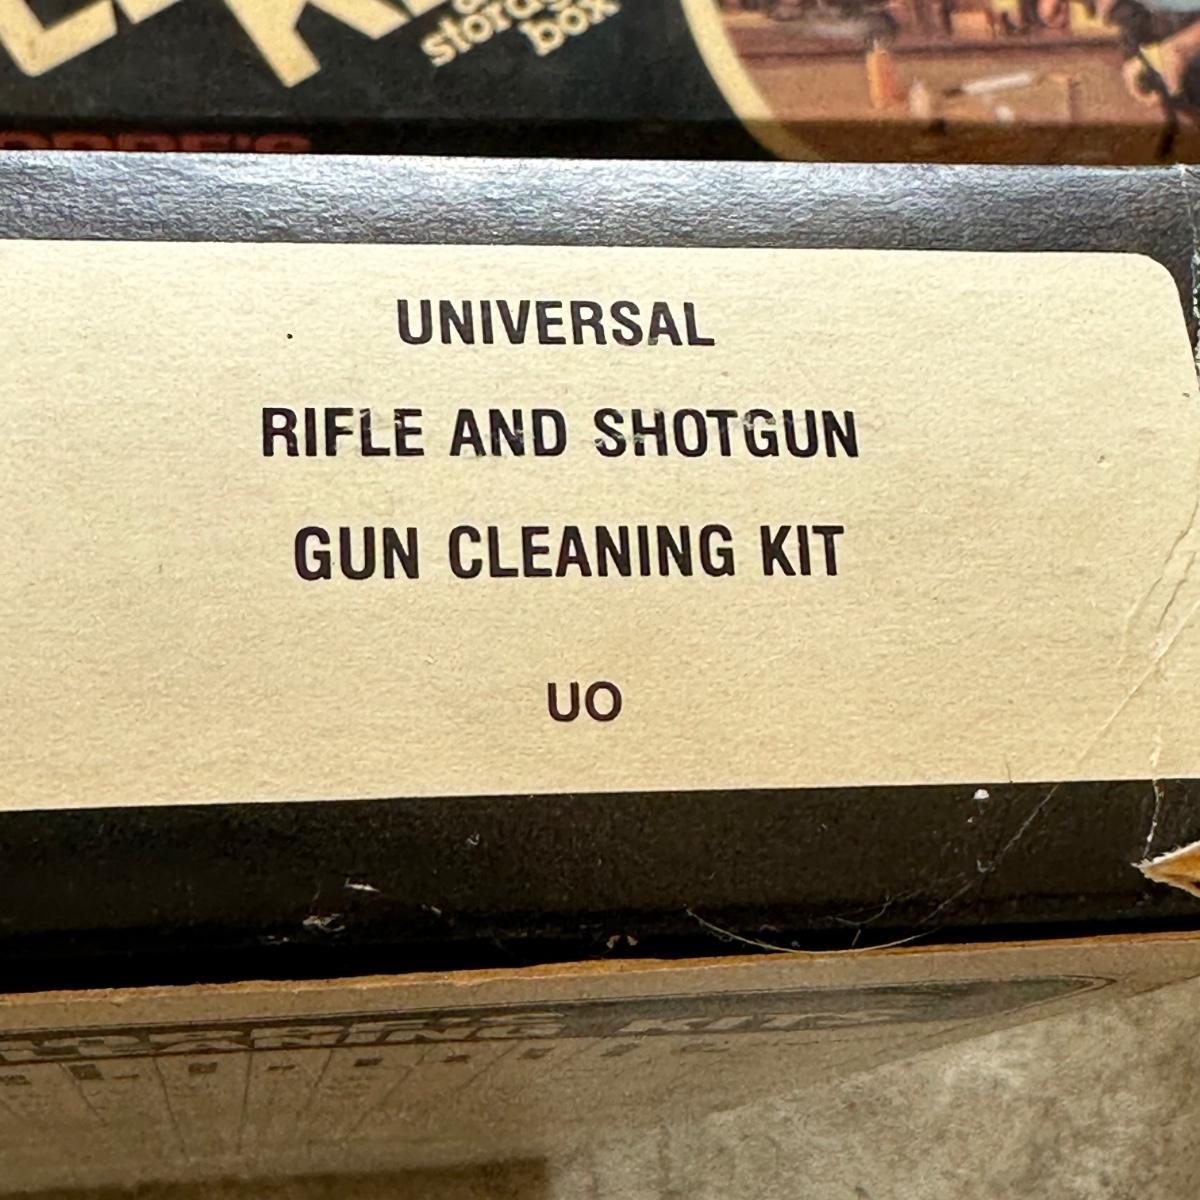 storage
box
UNIVERSAL
RIFLE AND SHOTGUN
GUN CLEANING KIT
UO